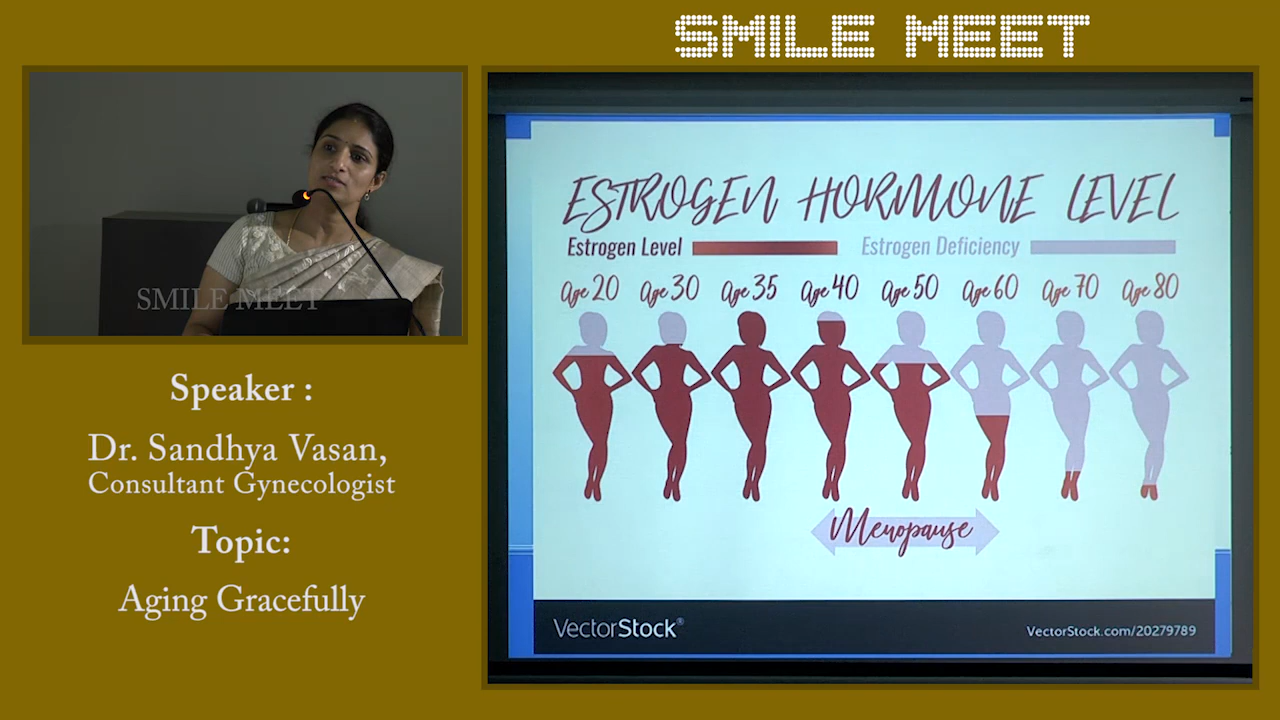 SMILE MEET
SMILE MEET
Speaker :
Dr. Sandhya Vasan,
Consultant Gynecologist
Topic:
Aging Gracefully
ESTROGEN HORMONE LEVEL
Estrogen Level Estrogen Deficiency
Age 20 Age 30 Age 35 Age 40 Age 50 Age 60 Age 70 Age 80
Menopause
VectorStock® VectorStock.com/20279789